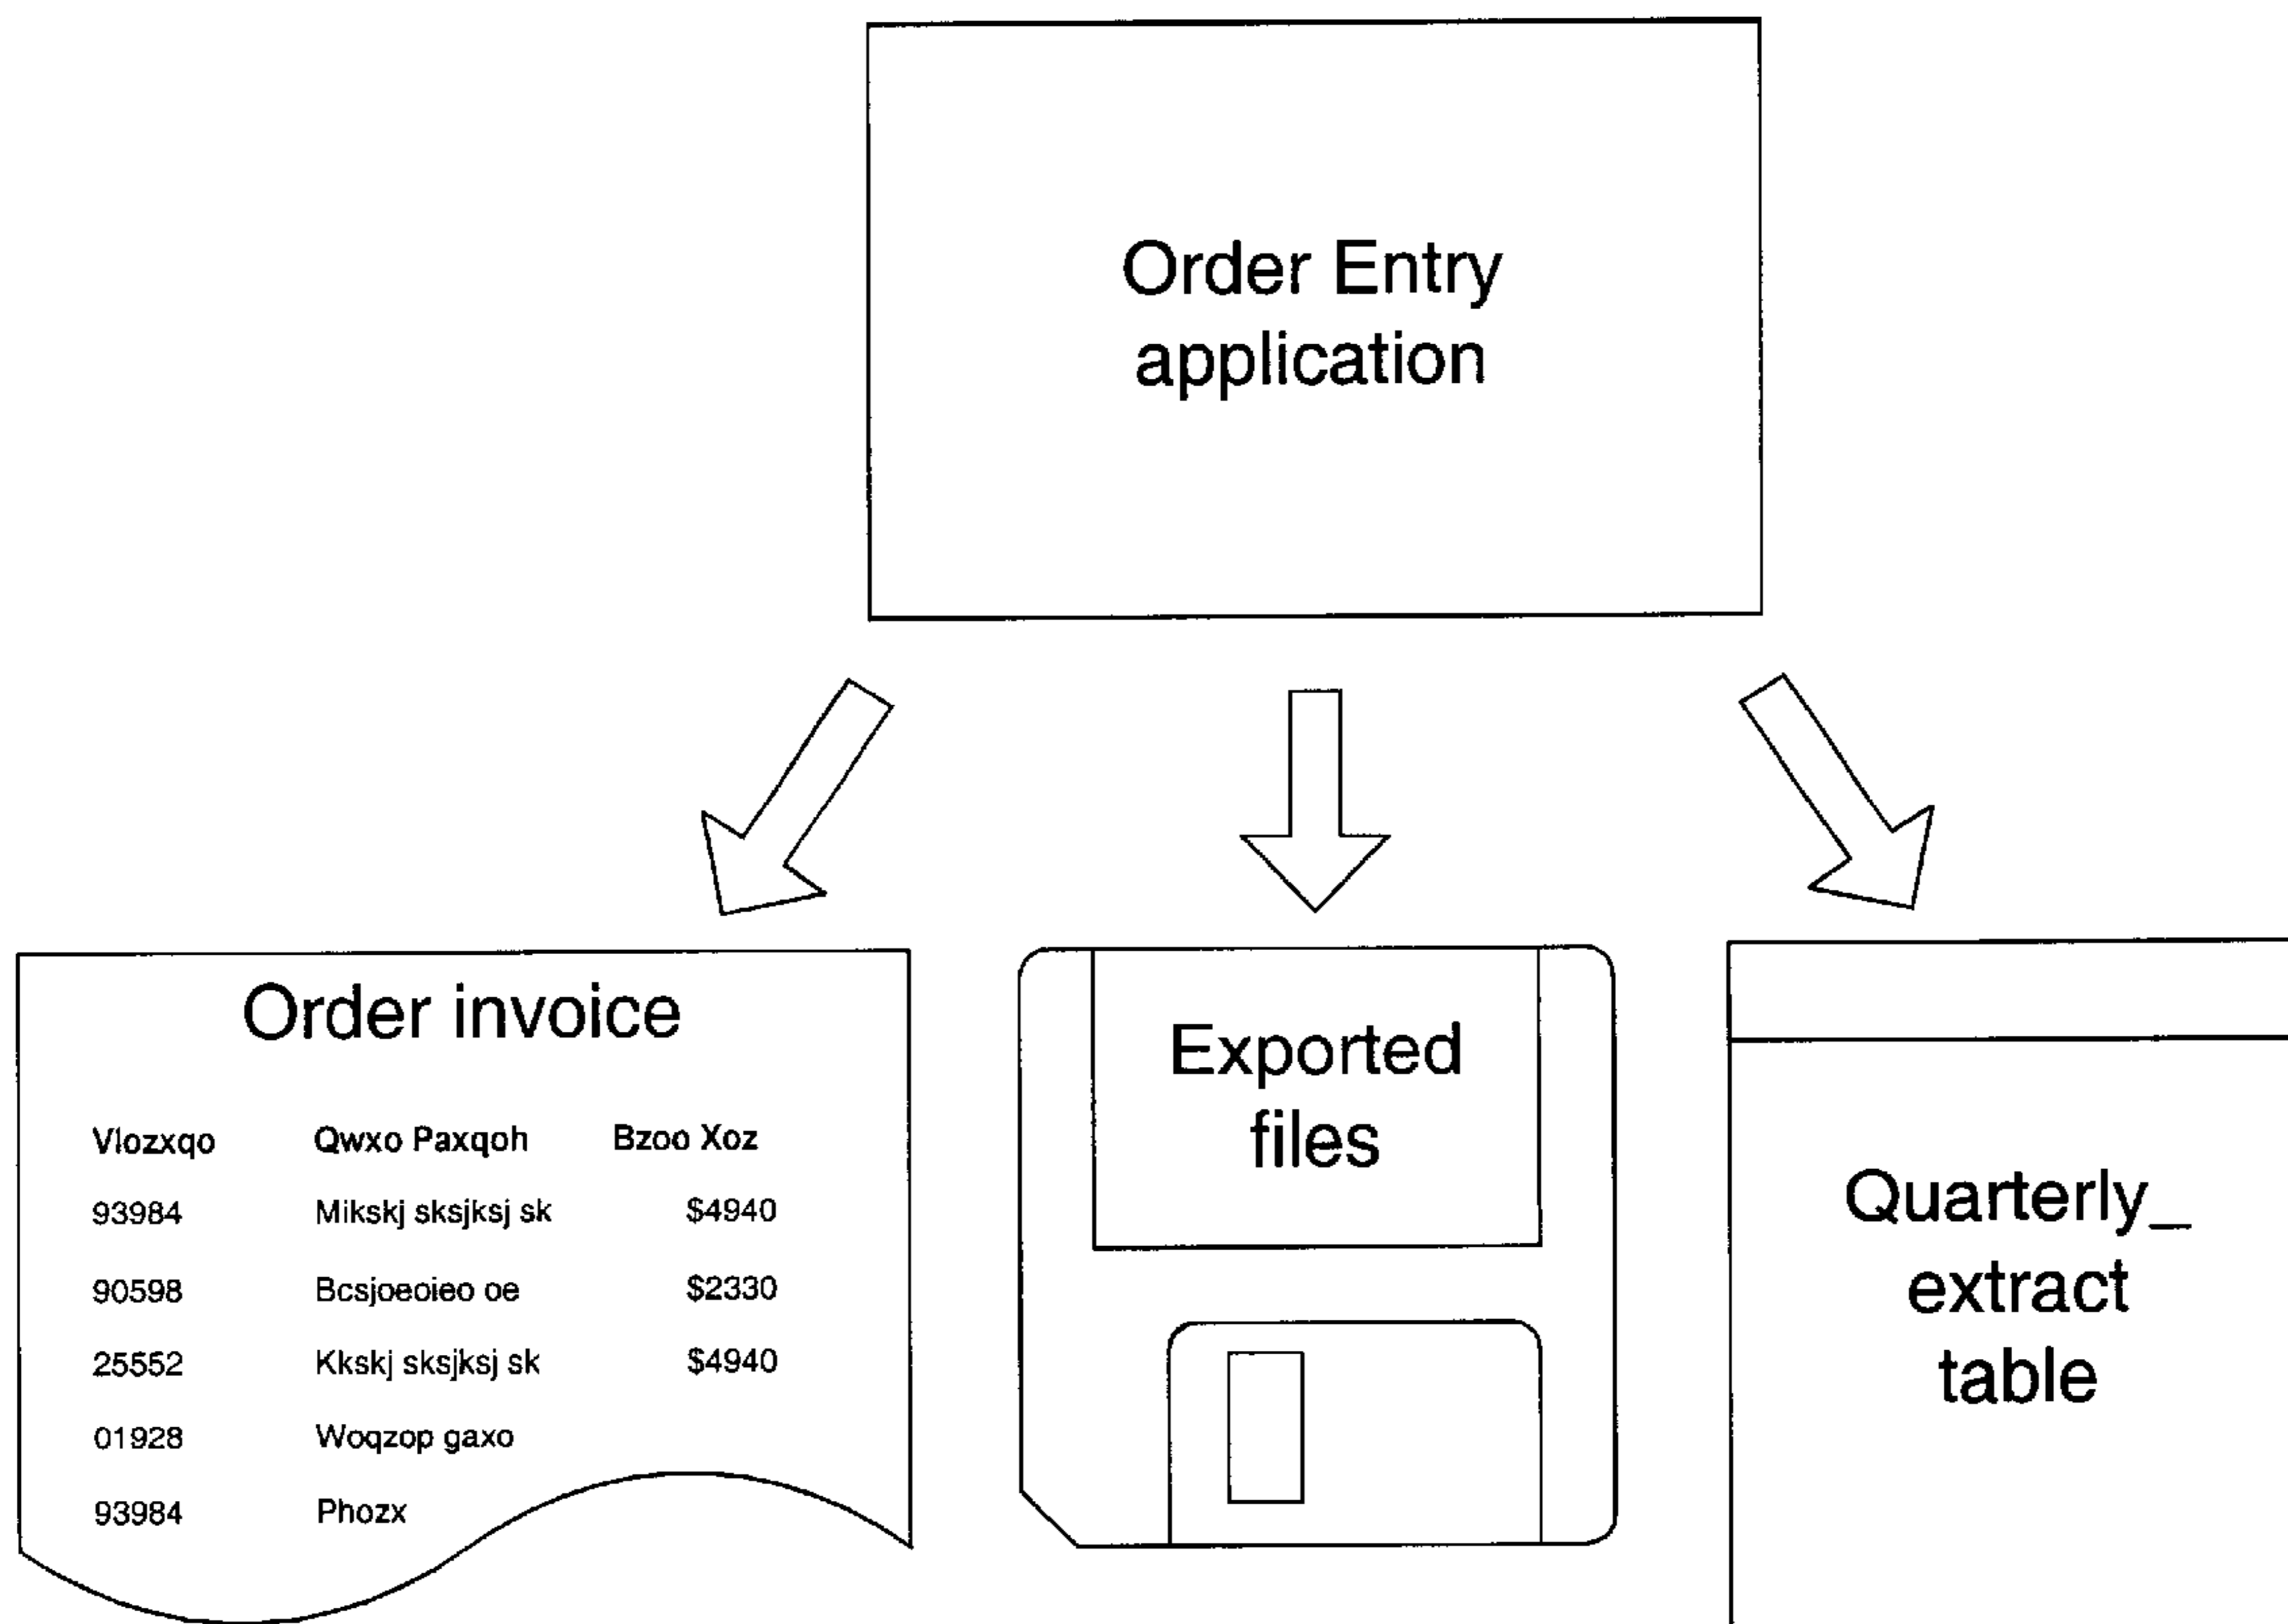 Order Entry
application
Order invoice
Vlozxqo Qwxo Paxqoh Bzoo Xoz
93984 Mikskj sksjksj sk $4940
90598 Bcsjoeoieo oe $2330
25552 Kkskj sksjksj sk $4940
01928 Woqzop gaxo
93984 Phozx
Exported
files
Quarterly_
extract
table